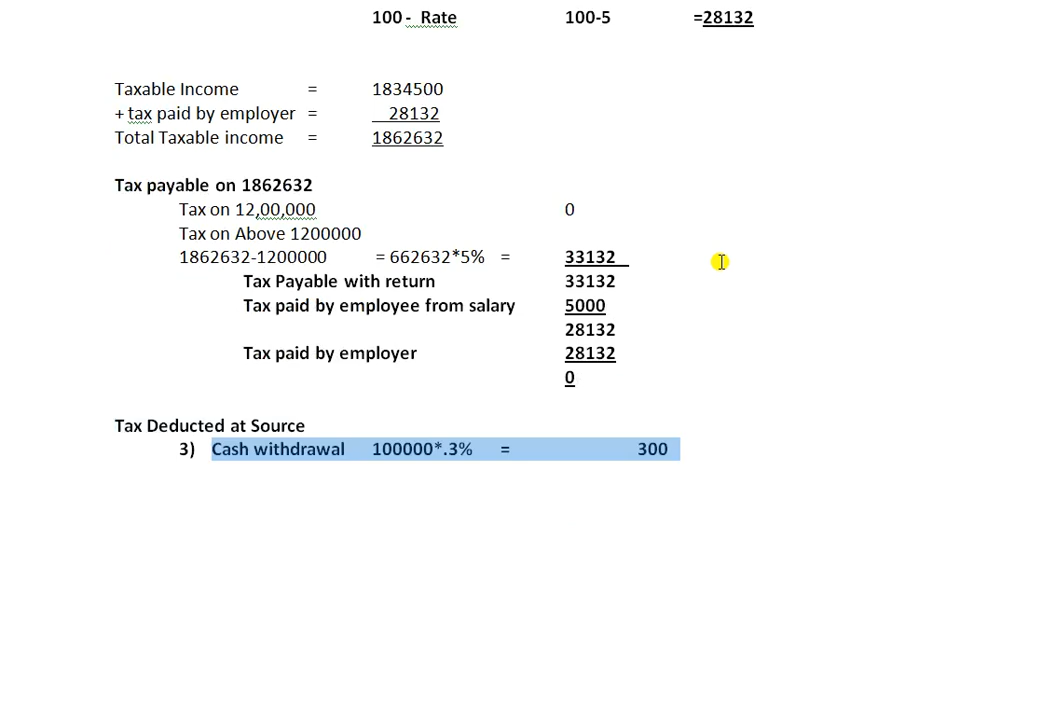 100 - Rate 100-5 =28132
Taxable Income = 1834500
+ tax paid by employer = 28132
Total Taxable income = 1862632
Tax payable on 1862632
Tax on 12,00,000 0
Tax on Above 1200000
1862632-1200000 = 662632*5% = 33132
Tax Payable with return 33132
Tax paid by employee from salary 5000
28132
Tax paid by employer 28132
0
Tax Deducted at Source
3) Cash withdrawal 100000*.3% = 300